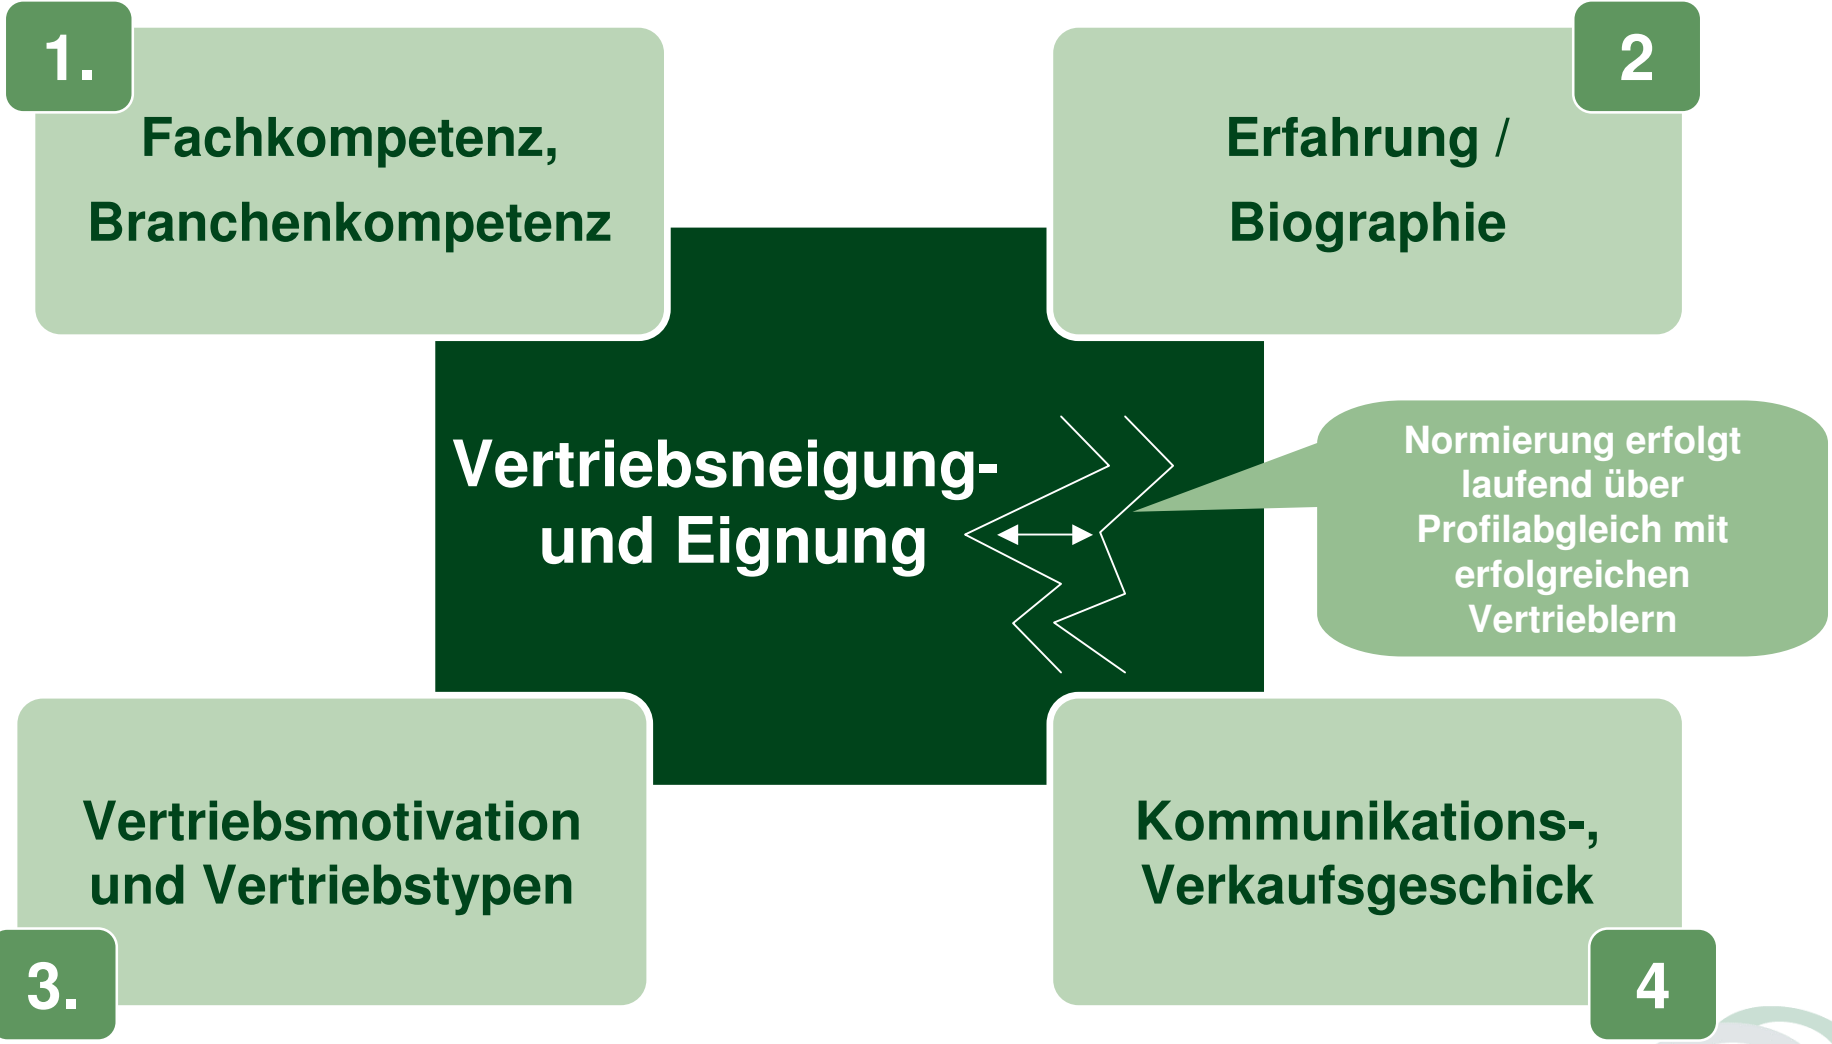 1.
Fachkompetenz,
Branchenkompetenz
2
Erfahrung /
Biographie
Vertriebsneigung-
und Eignung
Normierung erfolgt
laufend über
Profilabgleich mit
erfolgreichen
Vertrieblern
Vertriebsmotivation
und Vertriebstypen
3.
Kommunikations-,
Verkaufsgeschick
4